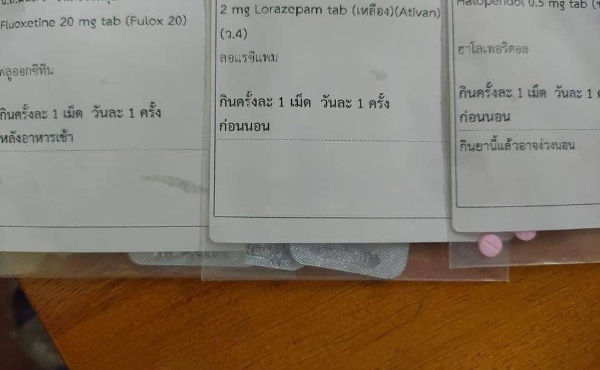 Fluoxetine 20 mg tab (Fulox 20)
ฟลูออกซิทิน
กินครั้งละ 1 เม็ด วันละ 1 ครั้ง
หลังอาหารเช้า
2 mg Lorazepam tab (เหลือง)(Ativan)
(ว.4)
ลอแรซีแพม
กินครั้งละ 1 เม็ด วันละ 1 ครั้ง
ก่อนนอน
Haloperidol 0.5 mg tab
ฮาโลเพอริดอล
กินครั้งละ 1 เม็ด วันละ 1
ก่อนนอน
กินยานี้แล้วอาจง่วงนอน